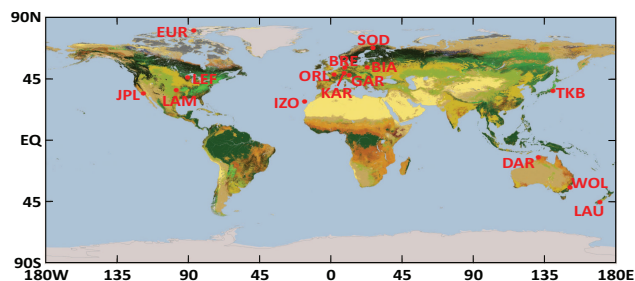 90N
EUR
SOD
BRE
BIA
LEF
ORL
GAR
45
JPL
LAM
KAR
TKB
IZO
EQ
DAR
WOL
45
LAU
90S
180W 135 90 45 0 45 90 135 180E